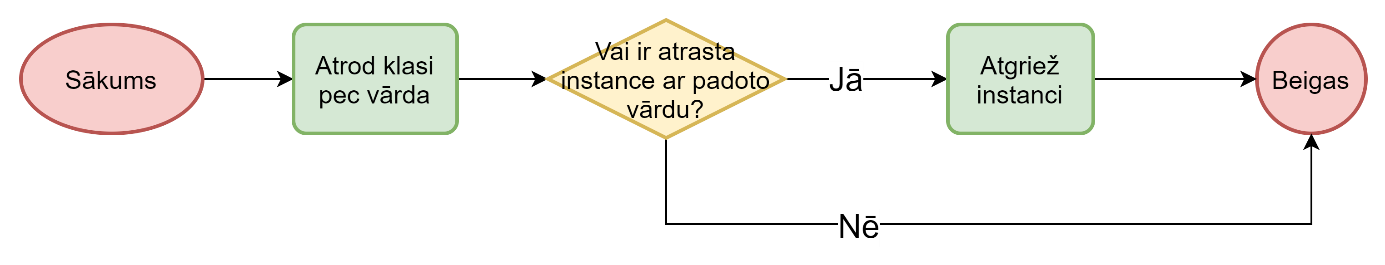 Sākums
Atrod klasi
pec vārda
Vai ir atrasta
instance ar padoto
vārdu?
Jā
Atgriež
instanci
Beigas
Nē